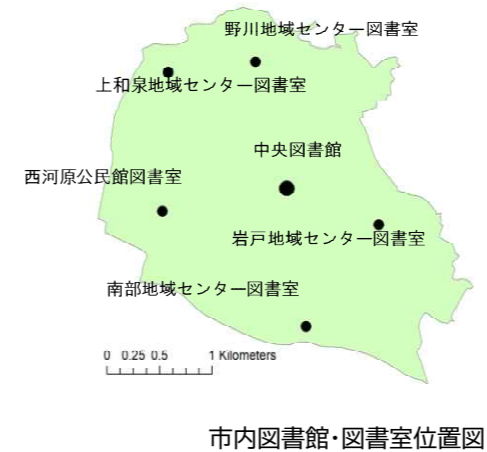 野川地域センター図書室
上和泉地域センター図書室
中央図書館
西河原公民館図書室
岩戸地域センター図書室
南部地域センター図書室
0 0.25 0.5 1 Kilometers
市内図書館・図書室位置図